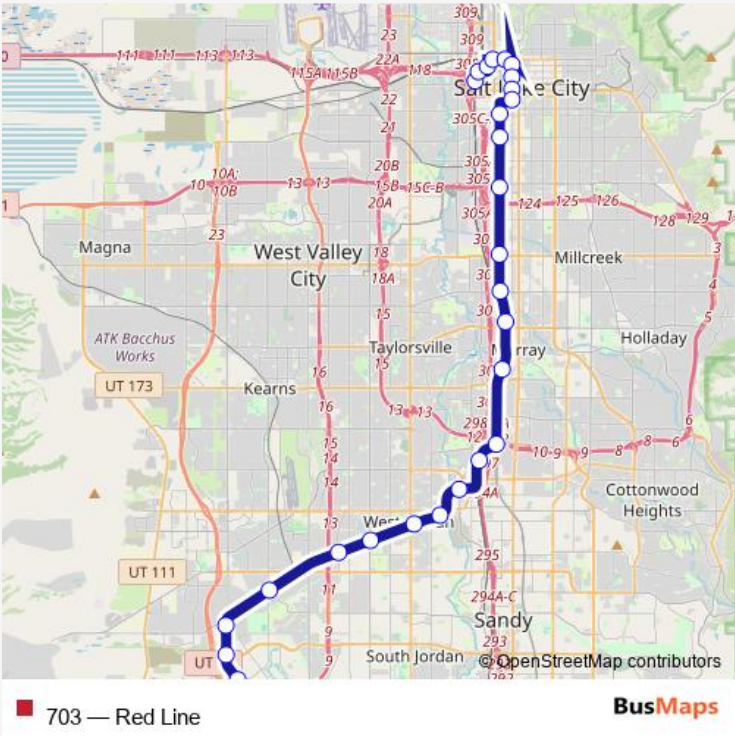 309
23
309
111 111 113 113
22A
115A 115B
118
Salt Lake City
22
21
305C-
20B
10A;
10 10B
13 13
15B
15C-B
20A
124 125 126
128 129
23
Magna
West Valley
City
18
18A
Millcreek
3
4
15
5
ATK Bacchus
Works
Taylorsville
Murray
Holladay
15
UT 173
16
Kearns
16
13 13
6
6
15
14
14
298
12
10-9 9 8 8
Cottonwood
Heights
13
295
UT 111
11
294A-C
Sandy
9
293
9
UT
South Jordan
© OpenStreetMap contributors
703 — Red Line
BusMaps